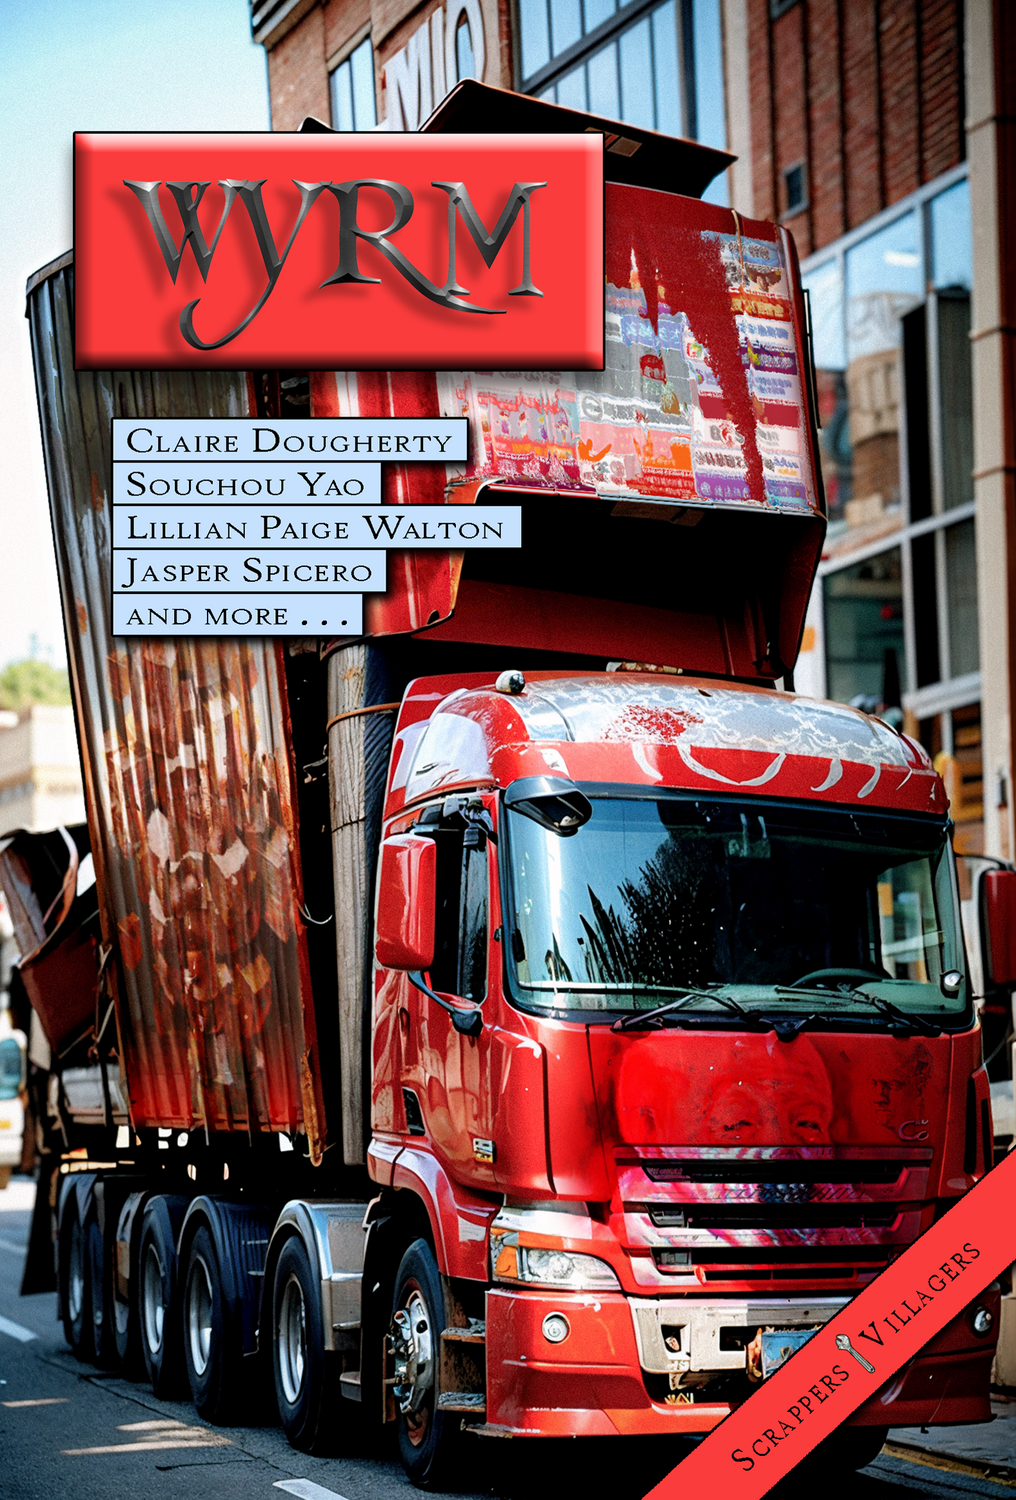 WYRM
Claire Dougherty
Souchou Yao
Lillian Paige Walton
Jasper Spicero
and more . . .
Scrappers Villagers